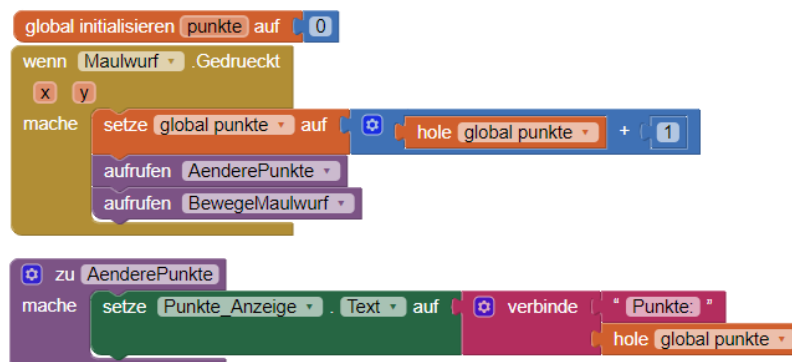 global initialisieren punkte auf 0
wenn Maulwurf .Gedrueckt
x y
mache setze global punkte auf hole global punkte + 1
aufrufen AenderePunkte
aufrufen BewegeMaulwurf
zu AenderePunkte
mache setze Punkte_Anzeige . Text auf verbinde " Punkte: "
hole global punkte